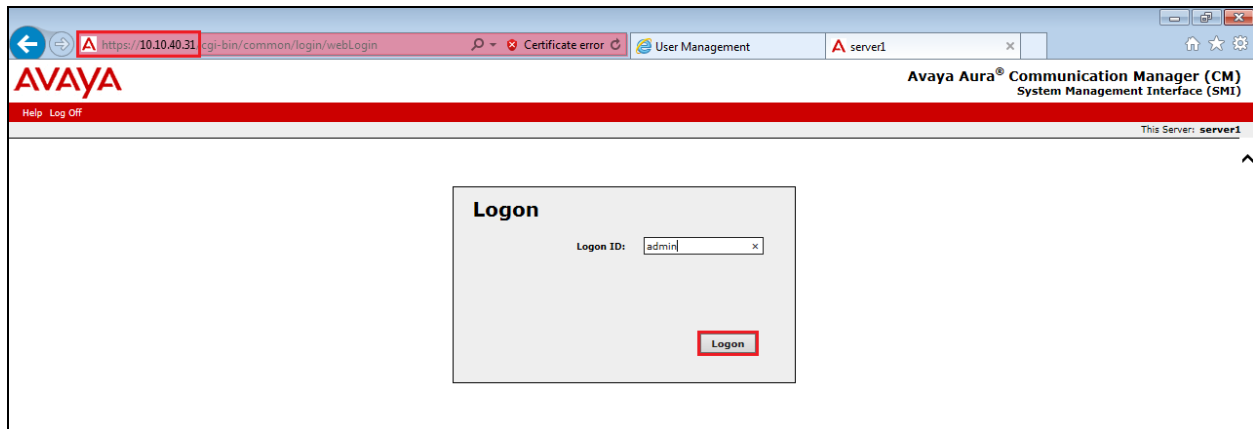 https://10.10.40.31/cgi-bin/common/login/webLogin Certificate error User Management server1
AVAYA
Avaya Aura® Communication Manager (CM)
System Management Interface (SMI)
Help Log Off
This Server: server1
Logon
Logon ID: admin
Logon